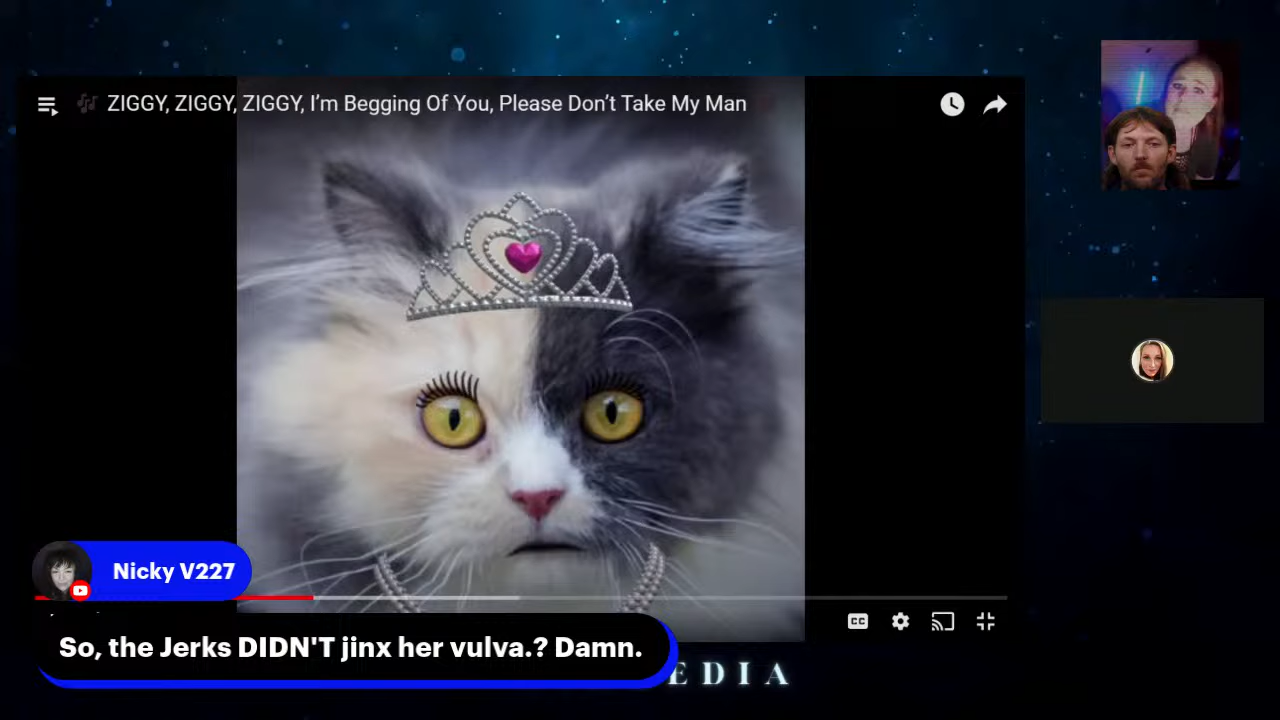 ZIGGY, ZIGGY, ZIGGY, I’m Begging Of You, Please Don’t Take My Man
Nicky V227
CC
So, the Jerks DIDN'T jinx her vulva.? Damn.
EDIA